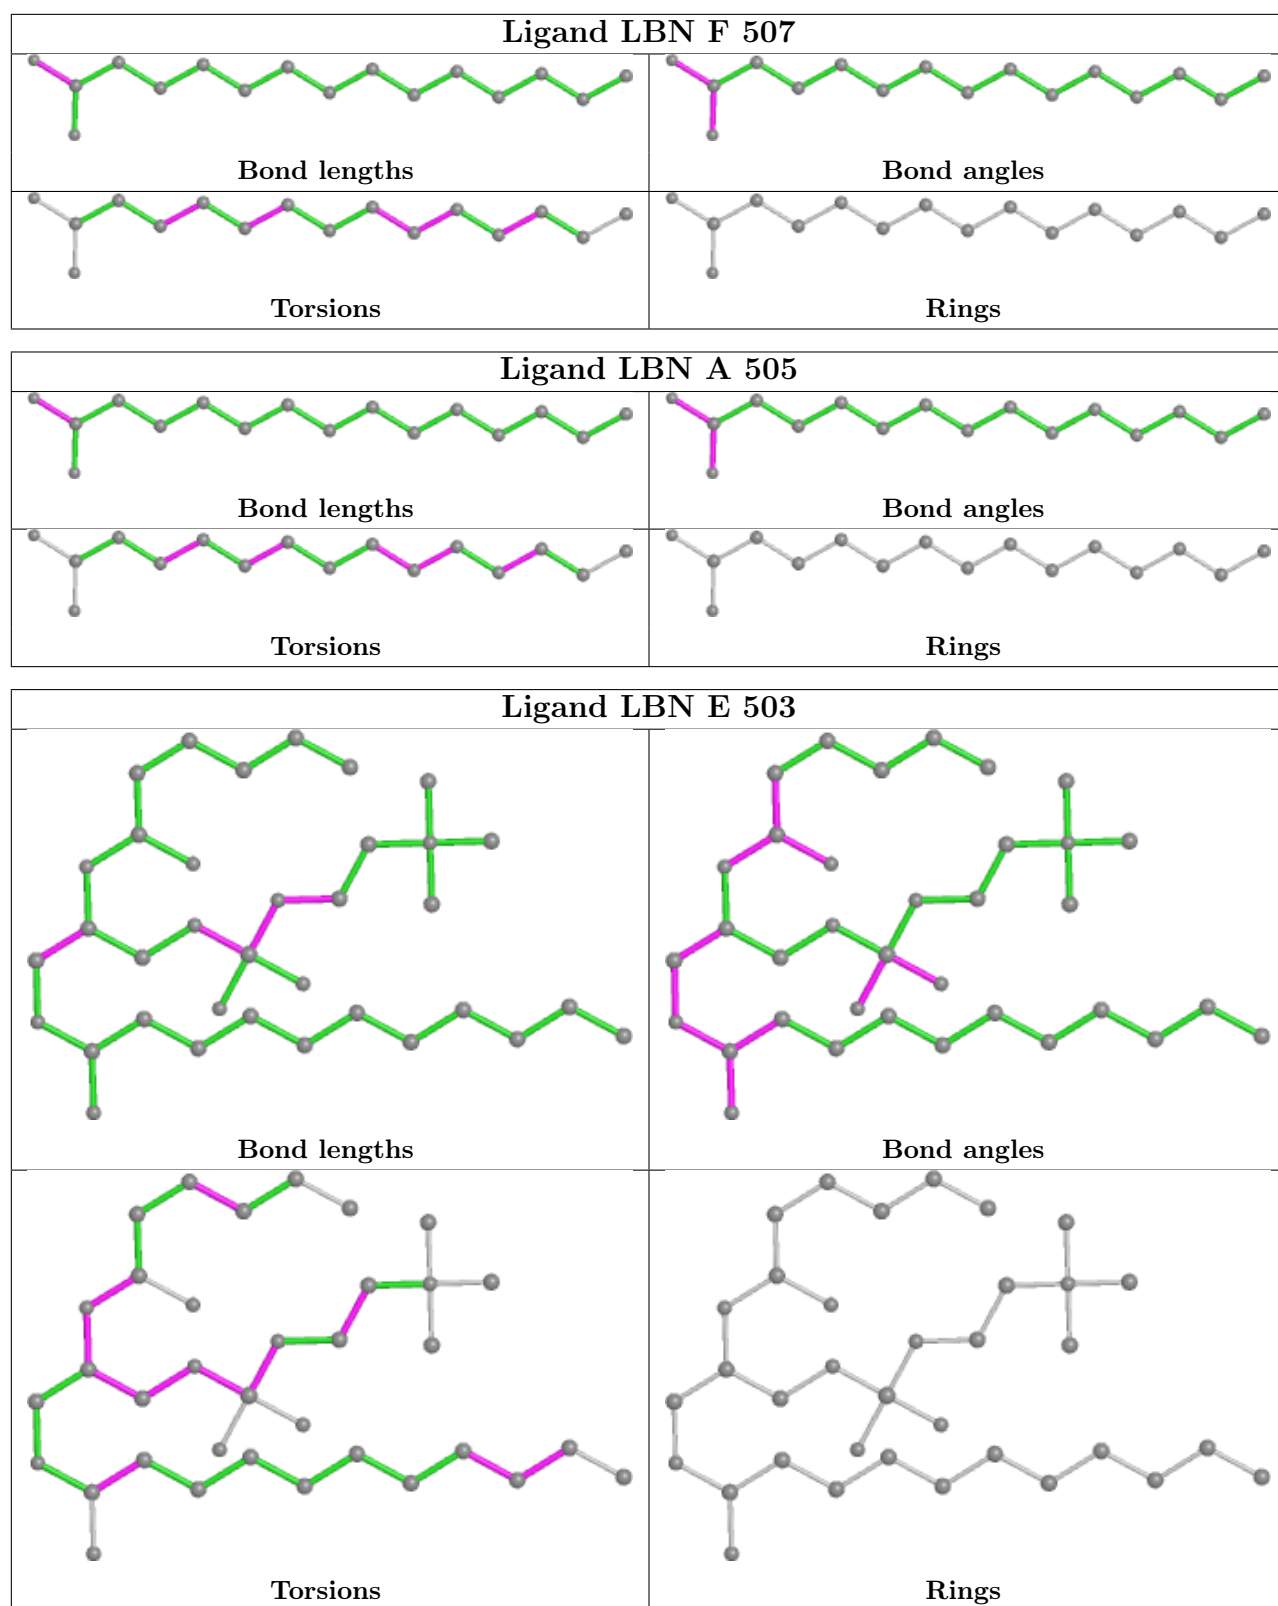 Ligand LBN F 507
Bond lengths
Bond angles
Torsions
Rings
Ligand LBN A 505
Bond lengths
Bond angles
Torsions
Rings
Ligand LBN E 503
Bond lengths
Bond angles
Torsions
Rings